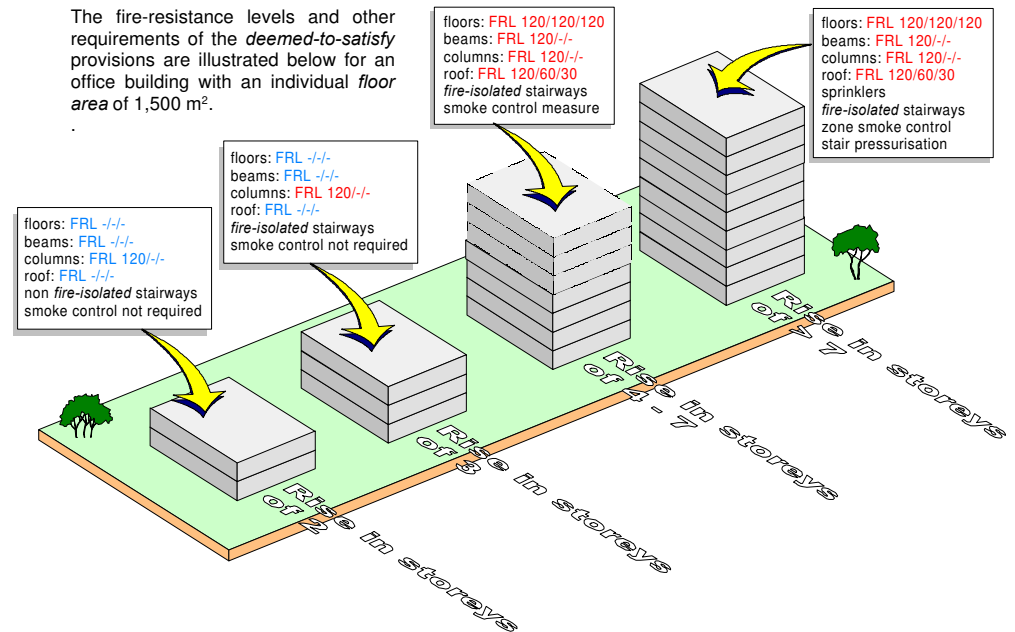 The fire-resistance levels and other
requirements of the deemed-to-satisfy
provisions are illustrated below for an
office building with an individual floor
area of 1,500 m².
.
floors: FRL -/-/-
beams: FRL -/-/-
columns: FRL 120/-/-
roof: FRL -/-/-
non fire-isolated stairways
smoke control not required
floors: FRL -/-/-
beams: FRL -/-/-
columns: FRL 120/-/-
roof: FRL -/-/-
fire-isolated stairways
smoke control not required
floors: FRL 120/120/120
beams: FRL 120/-/-
columns: FRL 120/-/-
roof: FRL 120/60/30
fire-isolated stairways
smoke control measure
floors: FRL 120/120/120
beams: FRL 120/-/-
columns: FRL 120/-/-
roof: FRL 120/60/30
sprinklers
fire-isolated stairways
zone smoke control
stair pressurisation
Rise in storeys
of 2
Rise in storeys
of 3
Rise in storeys
of 4 - 7
Rise in storeys
of > 7